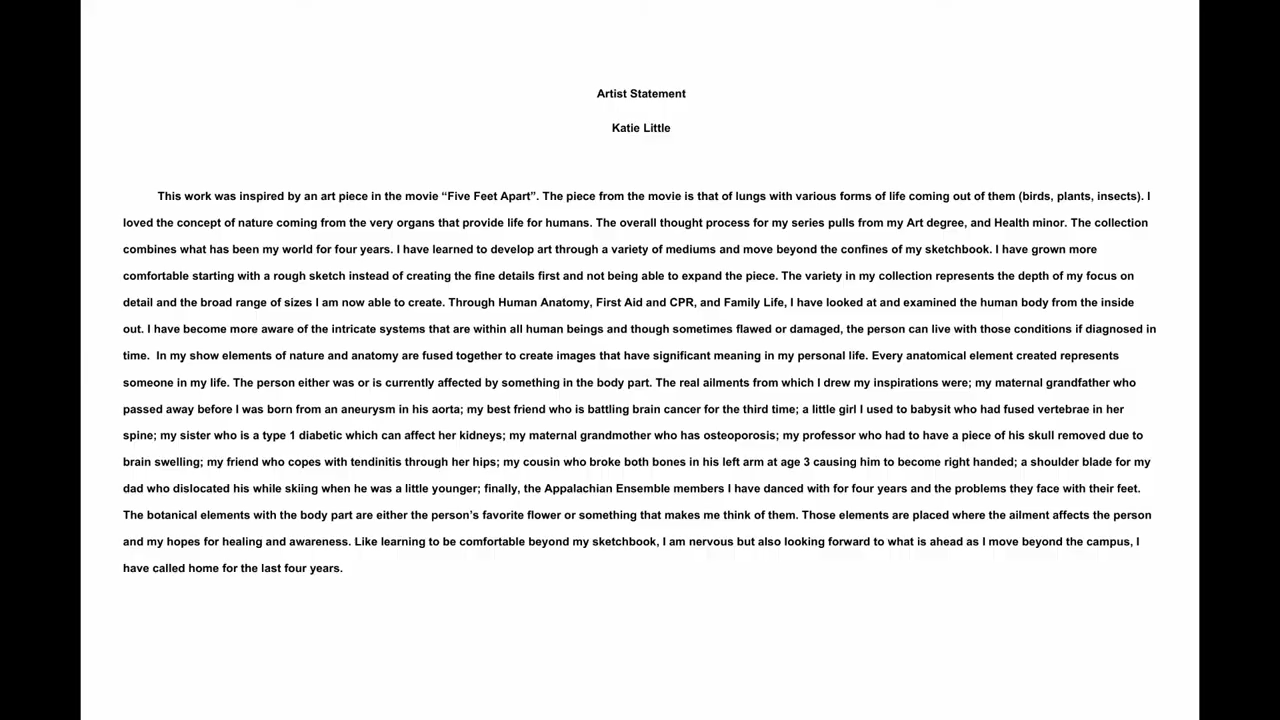 Artist Statement
Katie Little
This work was inspired by an art piece in the movie “Five Feet Apart”. The piece from the movie is that of lungs with various forms of life coming out of them (birds, plants, insects). I
loved the concept of nature coming from the very organs that provide life for humans. The overall thought process for my series pulls from my Art degree, and Health minor. The collection
combines what has been my world for four years. I have learned to develop art through a variety of mediums and move beyond the confines of my sketchbook. I have grown more
comfortable starting with a rough sketch instead of creating the fine details first and not being able to expand the piece. The variety in my collection represents the depth of my focus on
detail and the broad range of sizes I am now able to create. Through Human Anatomy, First Aid and CPR, and Family Life, I have looked at and examined the human body from the inside
out. I have become more aware of the intricate systems that are within all human beings and though sometimes flawed or damaged, the person can live with those conditions if diagnosed in
time.  In my show elements of nature and anatomy are fused together to create images that have significant meaning in my personal life. Every anatomical element created represents
someone in my life. The person either was or is currently affected by something in the body part. The real ailments from which I drew my inspirations were; my maternal grandfather who
passed away before I was born from an aneurysm in his aorta; my best friend who is battling brain cancer for the third time; a little girl I used to babysit who had fused vertebrae in her
spine; my sister who is a type 1 diabetic which can affect her kidneys; my maternal grandmother who has osteoporosis; my professor who had to have a piece of his skull removed due to
brain swelling; my friend who copes with tendinitis through her hips; my cousin who broke both bones in his left arm at age 3 causing him to become right handed; a shoulder blade for my
dad who dislocated his while skiing when he was a little younger; finally, the Appalachian Ensemble members I have danced with for four years and the problems they face with their feet.
The botanical elements with the body part are either the person’s favorite flower or something that makes me think of them. Those elements are placed where the ailment affects the person
and my hopes for healing and awareness. Like learning to be comfortable beyond my sketchbook, I am nervous but also looking forward to what is ahead as I move beyond the campus, I
have called home for the last four years.